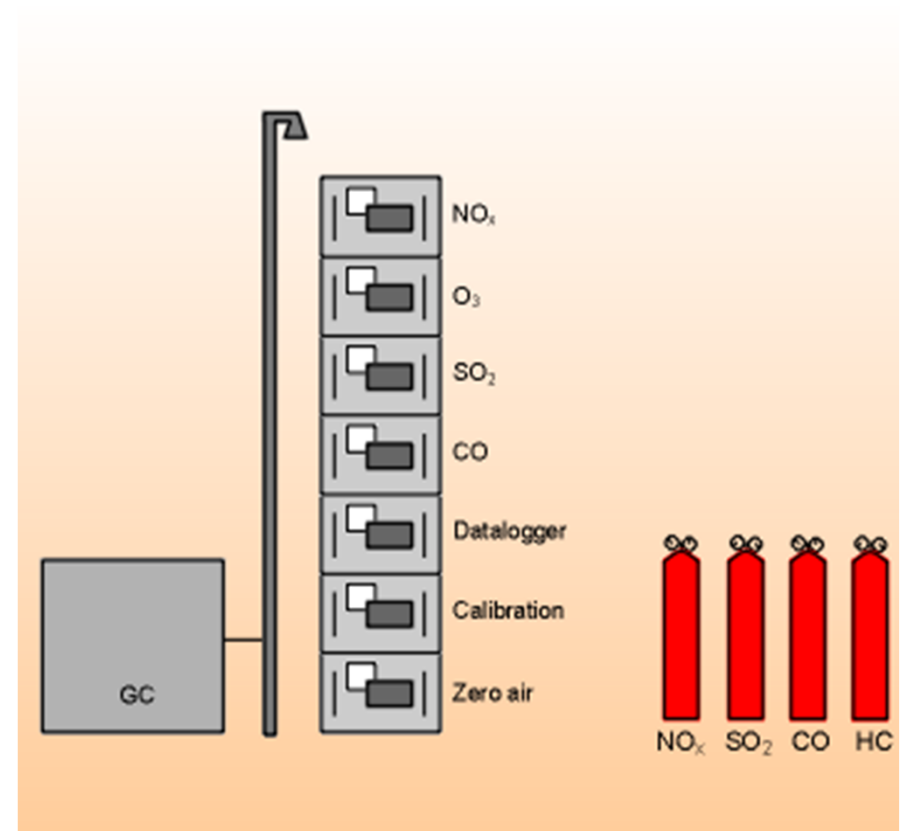 NOₓ
O₃
SO₂
CO
Datalogger
Calibration
Zero air
GC
NOₓ SO₂ CO HC